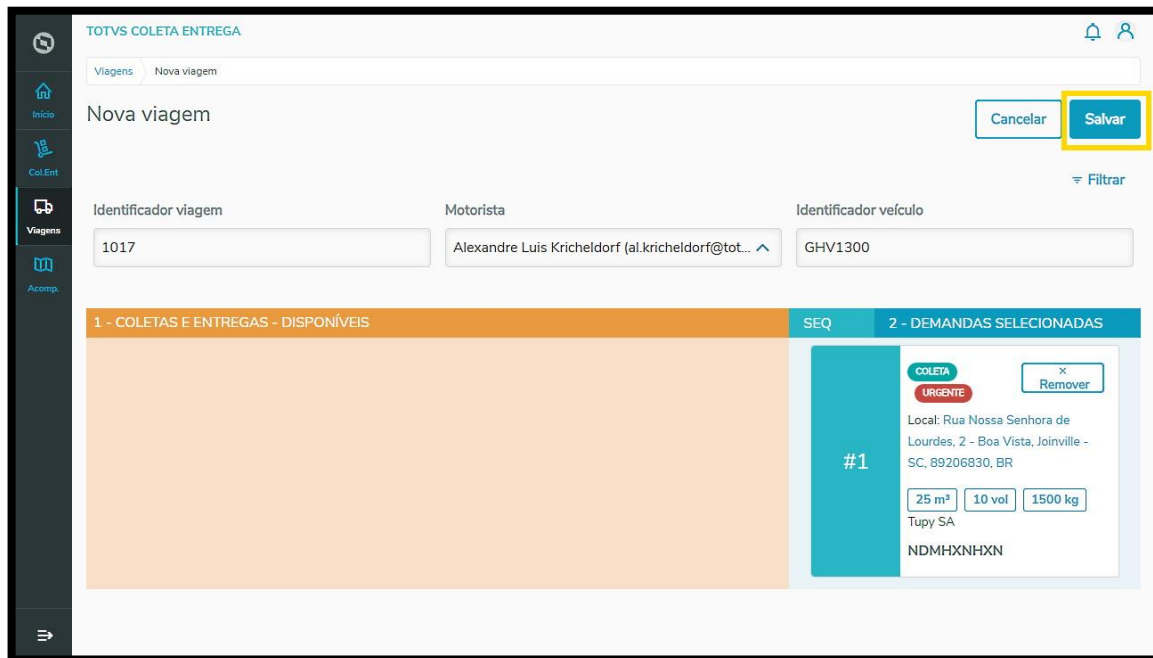 TOTVS COLETA ENTREGA
Viagens
Nova viagem
Início
Col.Ent
Viagens
Acomp.
Nova viagem
Cancelar
Salvar
Filtrar
Identificador viagem
Motorista
Identificador veículo
1017
Alexandre Luis Kricheldorf (al.kricheldorf@tot...
GHV1300
1 - COLETAS E ENTREGAS - DISPONÍVEIS
SEQ
2 - DEMANDAS SELECIONADAS
#1
COLETA
URGENTE
×
Remover
Local: Rua Nossa Senhora de
Lourdes, 2 - Boa Vista, Joinville -
SC, 89206830, BR
25 m³
10 vol
1500 kg
Tupy SA
NDMHXNHXN